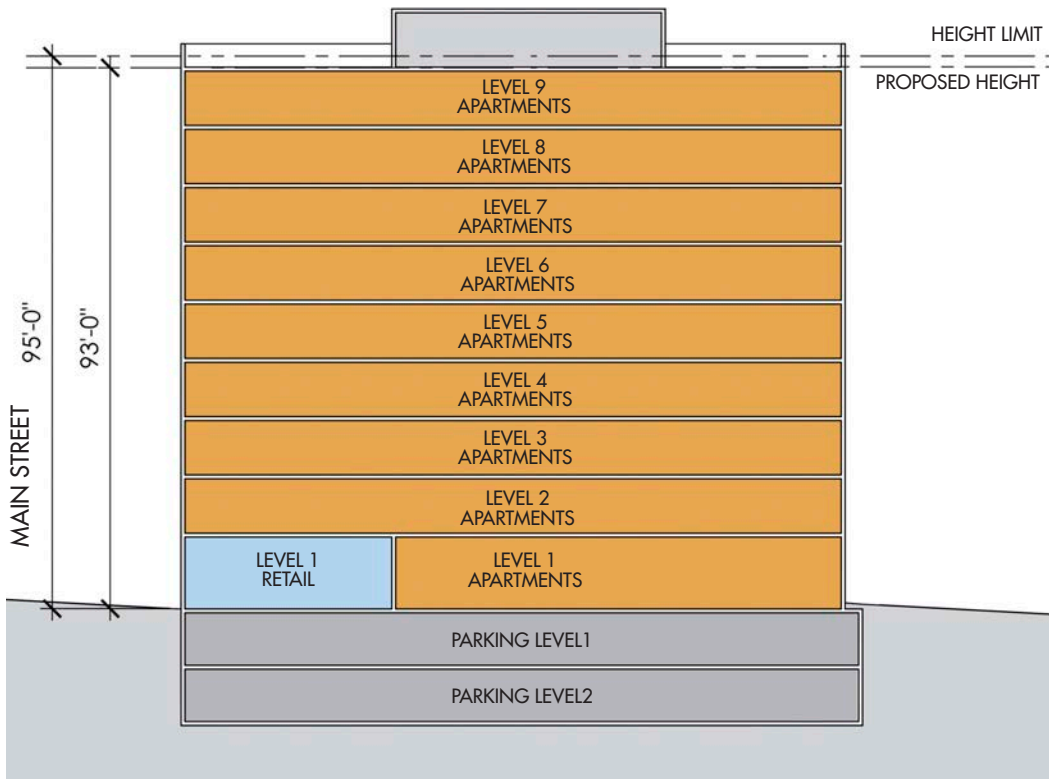 HEIGHT LIMIT
PROPOSED HEIGHT
LEVEL 9
APARTMENTS
LEVEL 8
APARTMENTS
LEVEL 7
APARTMENTS
LEVEL 6
APARTMENTS
LEVEL 5
APARTMENTS
LEVEL 4
APARTMENTS
LEVEL 3
APARTMENTS
LEVEL 2
APARTMENTS
LEVEL 1
RETAIL
LEVEL 1
APARTMENTS
PARKING LEVEL1
PARKING LEVEL2
MAIN STREET
95'-0"
93'-0"